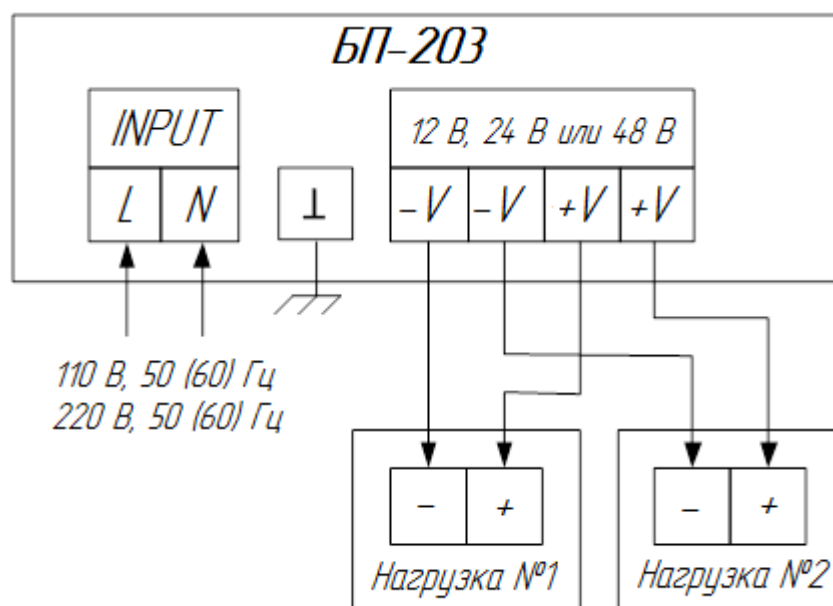 БП-203
INPUT
12 В, 24 В или 48 В
L N ⊥ -V -V +V +V
110 В, 50 (60) Гц
220 В, 50 (60) Гц
- + - +
Нагрузка №1 Нагрузка №2